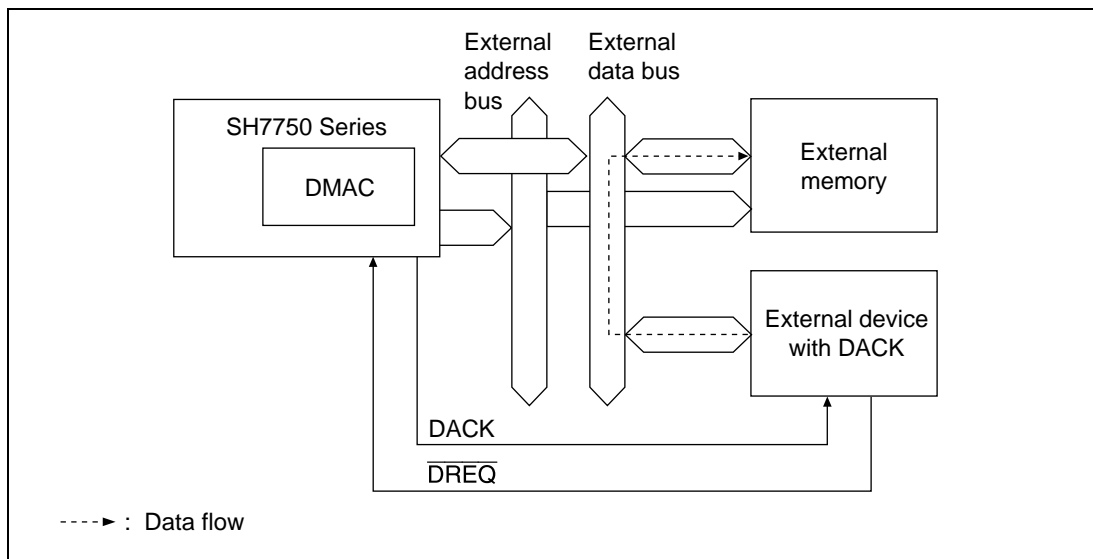 External
address
bus
External
data bus
SH7750 Series
DMAC
External
memory
External device
with DACK
DACK
DREQ
: Data flow